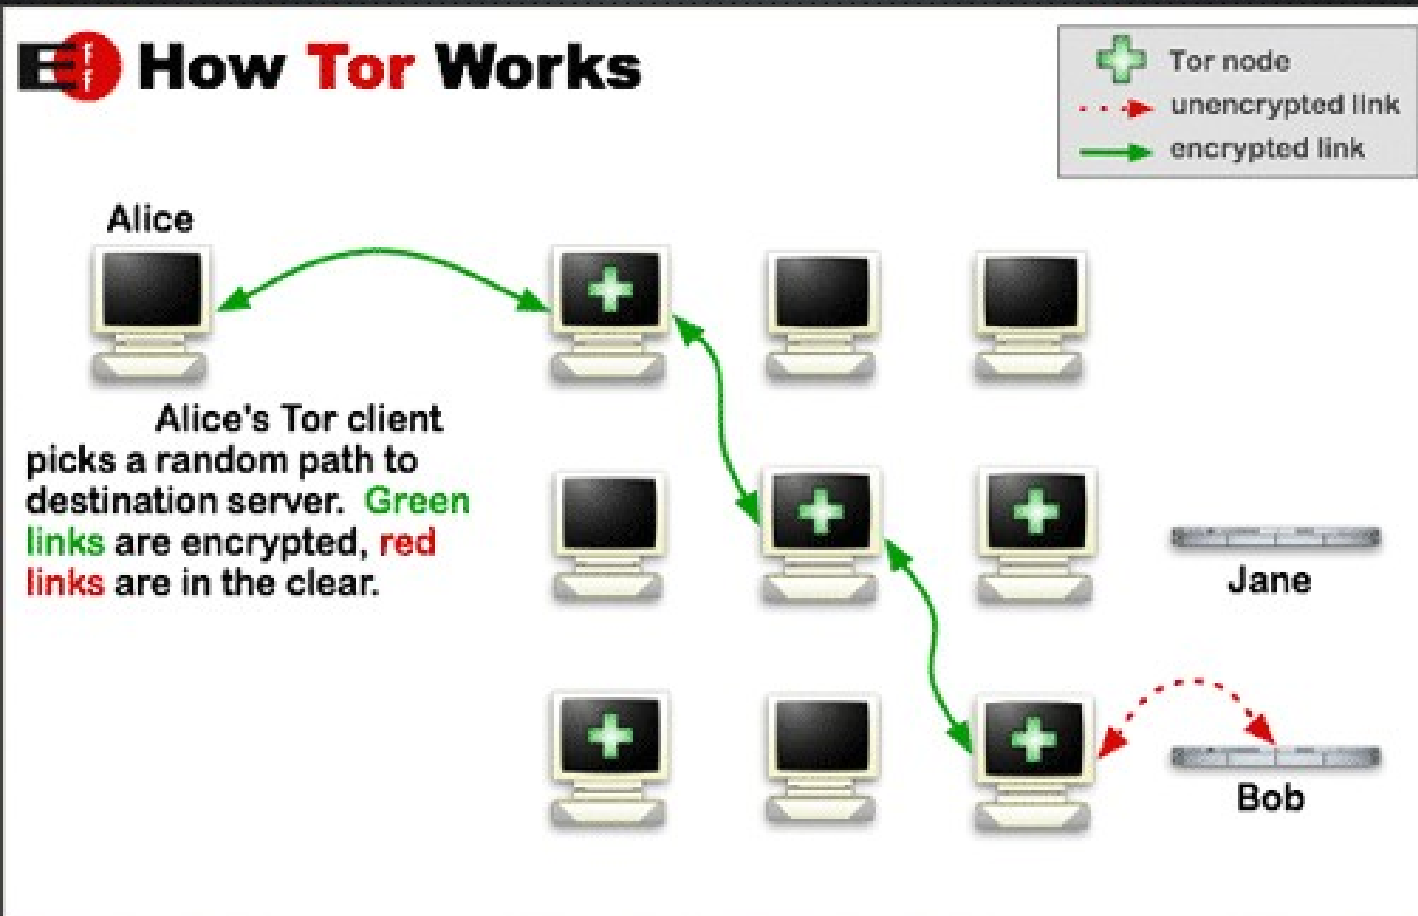 EFF How Tor Works
Tor node
unencrypted link
encrypted link
Alice
Alice's Tor client
picks a random path to
destination server. Green
links are encrypted, red
links are in the clear.
Jane
Bob